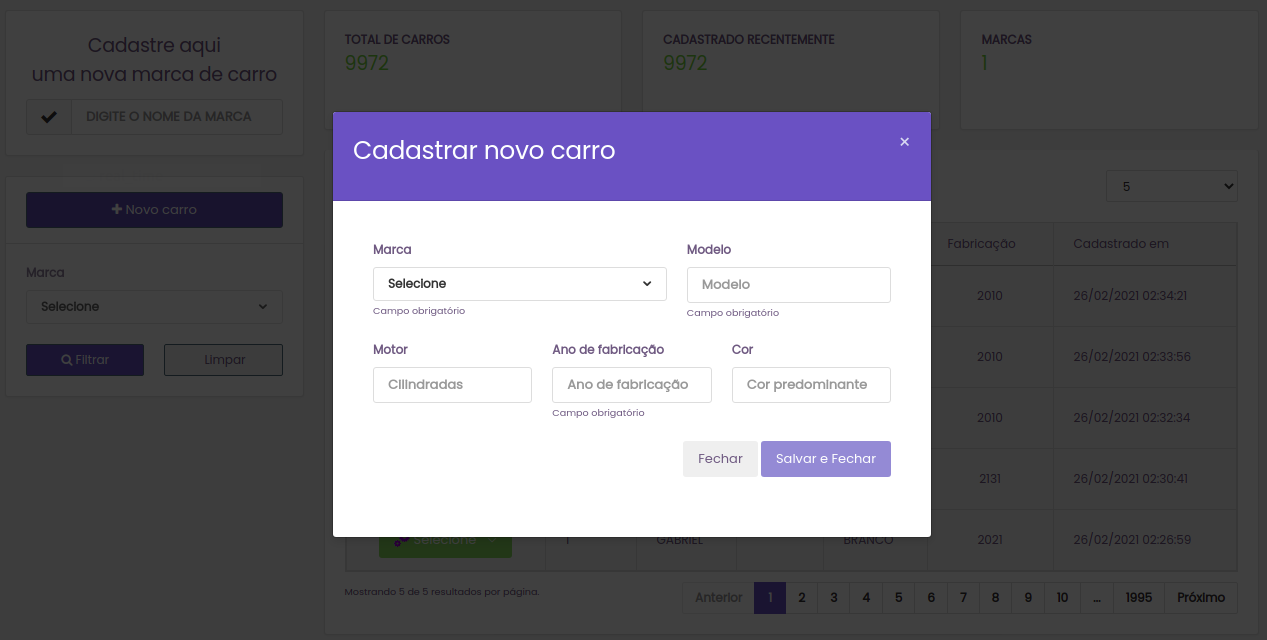 Cadastre aqui
uma nova marca de carro
DIGITE O NOME DA MARCA
Novo carro
Marca
Selecione
Filtrar
Limpar
TOTAL DE CARROS
9972
CADASTRADO RECENTEMENTE
9972
MARCAS
1
5
Cadastrar novo carro
×
Marca
Modelo
Selecione
Modelo
Campo obrigatório
Campo obrigatório
Motor
Ano de fabricação
Cor
Cilindradas
Ano de fabricação
Cor predominante
Campo obrigatório
Fechar
Salvar e Fechar
Fabricação
Cadastrado em
2010
26/02/2021 02:34:21
2010
26/02/2021 02:33:56
2010
26/02/2021 02:32:34
2131
26/02/2021 02:30:41
Selecione
1
GABRIEL
BRANCO
2021
26/02/2021 02:26:59
Mostrando 5 de 5 resultados por página.
Anterior 1 2 3 4 5 6 7 8 9 10 ... 1995 Próximo